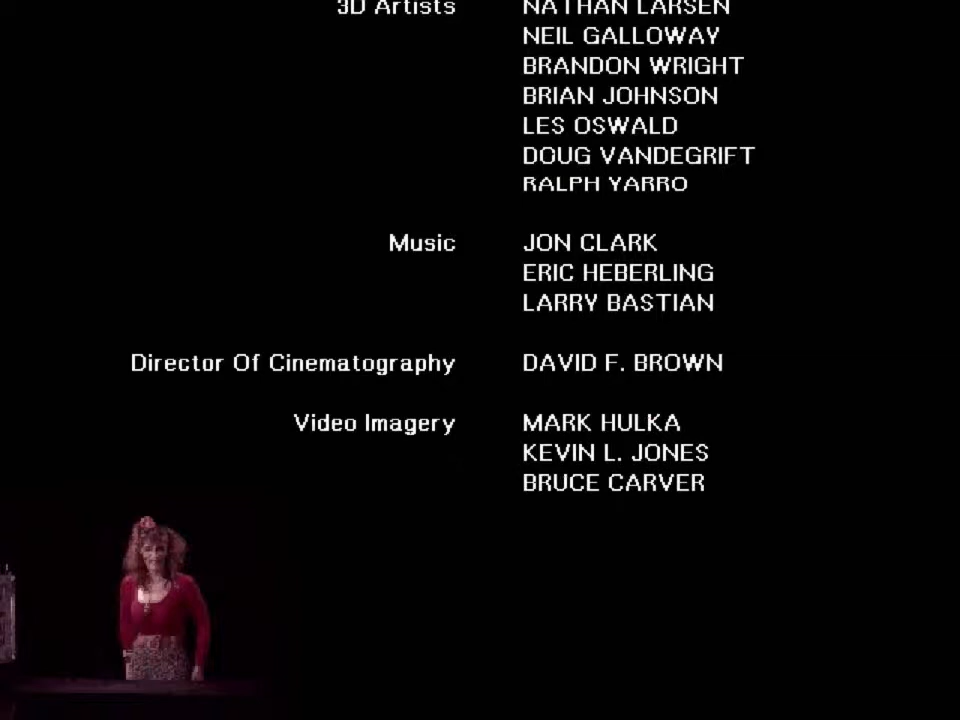 3D Artists NATHAN LARSEN
NEIL GALLOWAY
BRANDON WRIGHT
BRIAN JOHNSON
LES OSWALD
DOUG VANDEGRIFT
RALPH YARRO
Music JON CLARK
ERIC HEBERLING
LARRY BASTIAN
Director Of Cinematography DAVID F. BROWN
Video Imagery MARK HULKA
KEVIN L. JONES
BRUCE CARVER